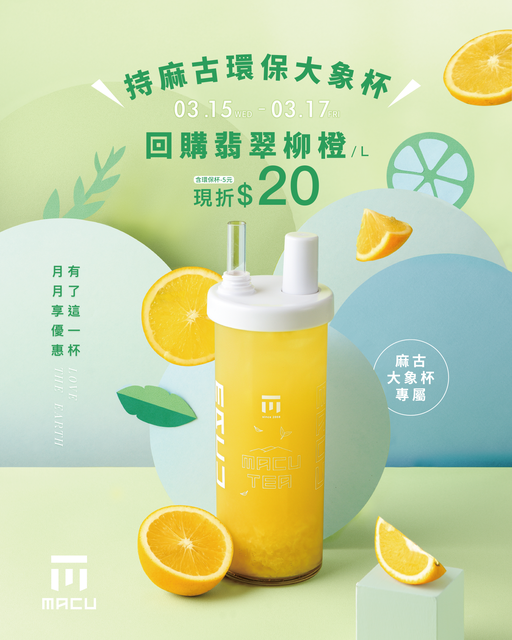 持麻古環保大象杯
03.15 WED - 03.17 FRI
回購翡翠柳橙/L
含環保杯-5元
現折$20
有了這一杯
月月享優惠
LOVE
THE EARTH
麻古
大象杯
專屬
MACU
TEA
MACU